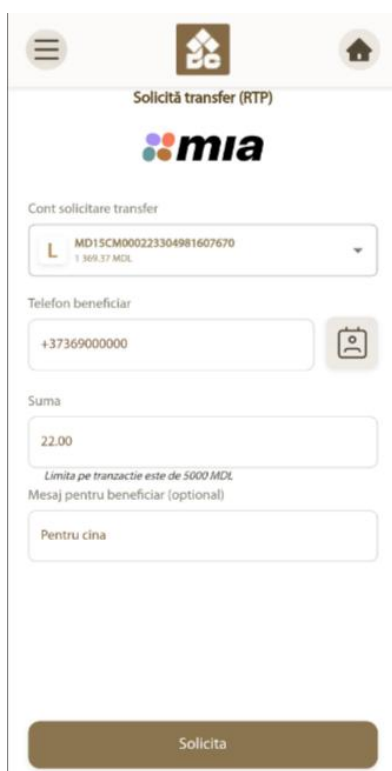 Solicită transfer (RTP)
mia
Cont solicitare transfer
L
MD15CM000223304981607670
1 369.37 MDL
Telefon beneficiar
+37369000000
Suma
22.00
Limita pe tranzactie este de 5000 MDL
Mesaj pentru beneficiar (optional)
Pentru cina
Solicita